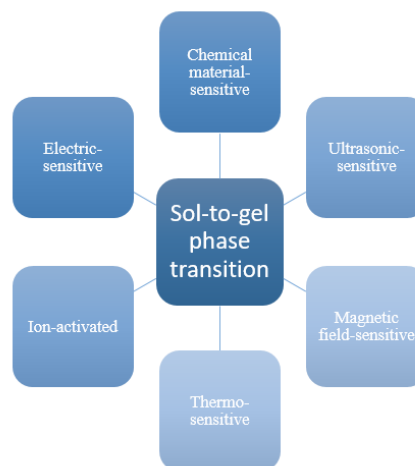 Chemical
material-
sensitive
Electric-
sensitive
Ultrasonic-
sensitive
Sol-to-gel
phase
transition
Ion-activated
Magnetic
field-sensitive
Thermo-
sensitive